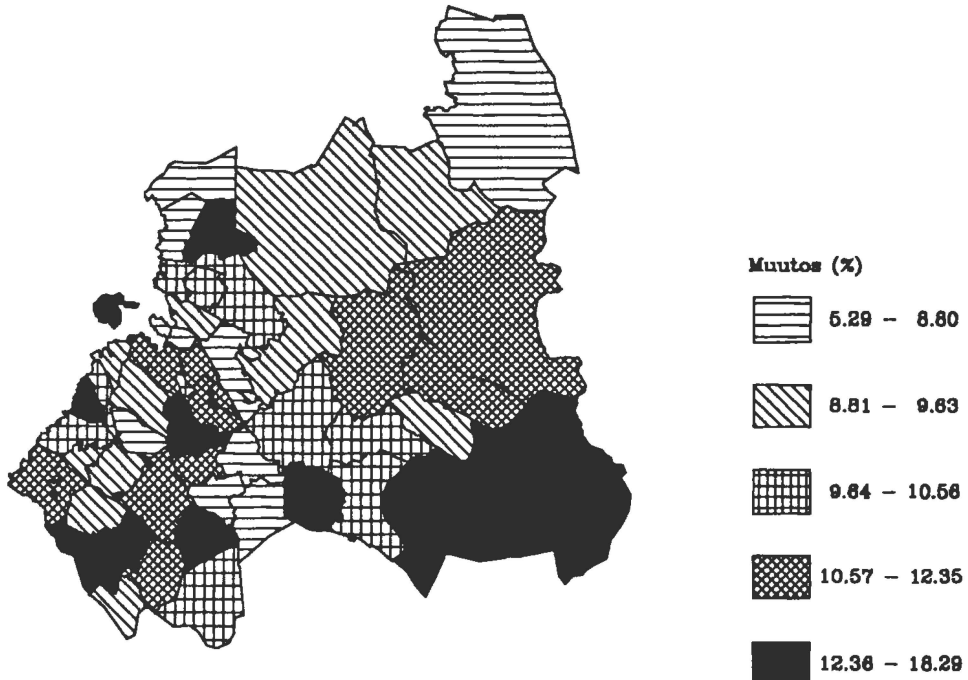 Muutos (%)
5.29 - 8.80
8.81 - 9.63
9.64 - 10.56
10.57 - 12.35
12.36 - 18.29